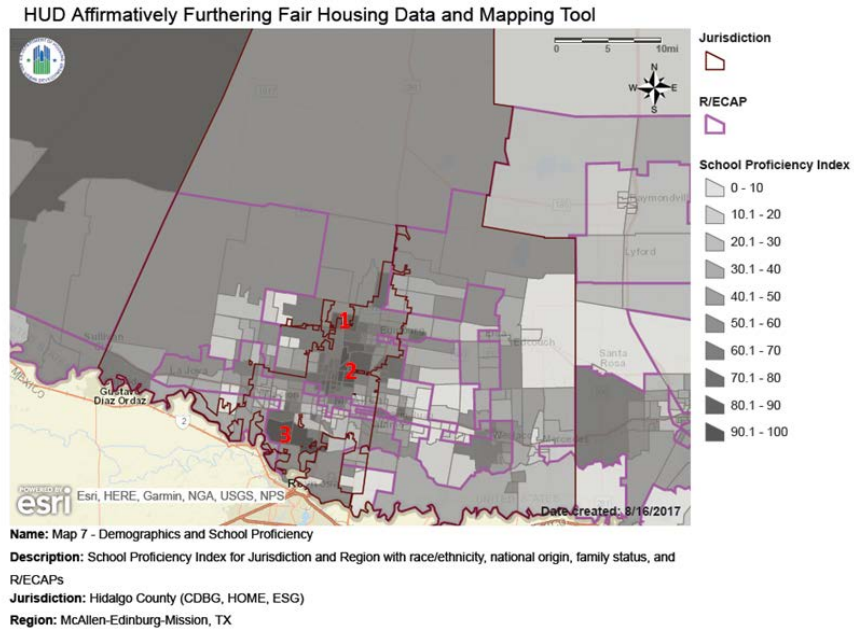 HUD Affirmatively Furthering Fair Housing Data and Mapping Tool
0 5 10mi
N
W E
S
Jurisdiction
R/ECAP
School Proficiency Index
0 - 10
10.1 - 20
20.1 - 30
30.1 - 40
40.1 - 50
50.1 - 60
60.1 - 70
70.1 - 80
80.1 - 90
90.1 - 100
Lyford
1
Edcouch
Santa
Rosa
Sullivan
2
La Joya
MEXICO
Gustavo
Diaz Ordaz
2
3
Mercedes
POWERED BY
esri
Esri, HERE, Garmin, NGA, USGS, NPS
Date created: 8/16/2017
Name: Map 7 - Demographics and School Proficiency
Description: School Proficiency Index for Jurisdiction and Region with race/ethnicity, national origin, family status, and
R/ECAPs
Jurisdiction: Hidalgo County (CDBG, HOME, ESG)
Region: McAllen-Edinburg-Mission, TX